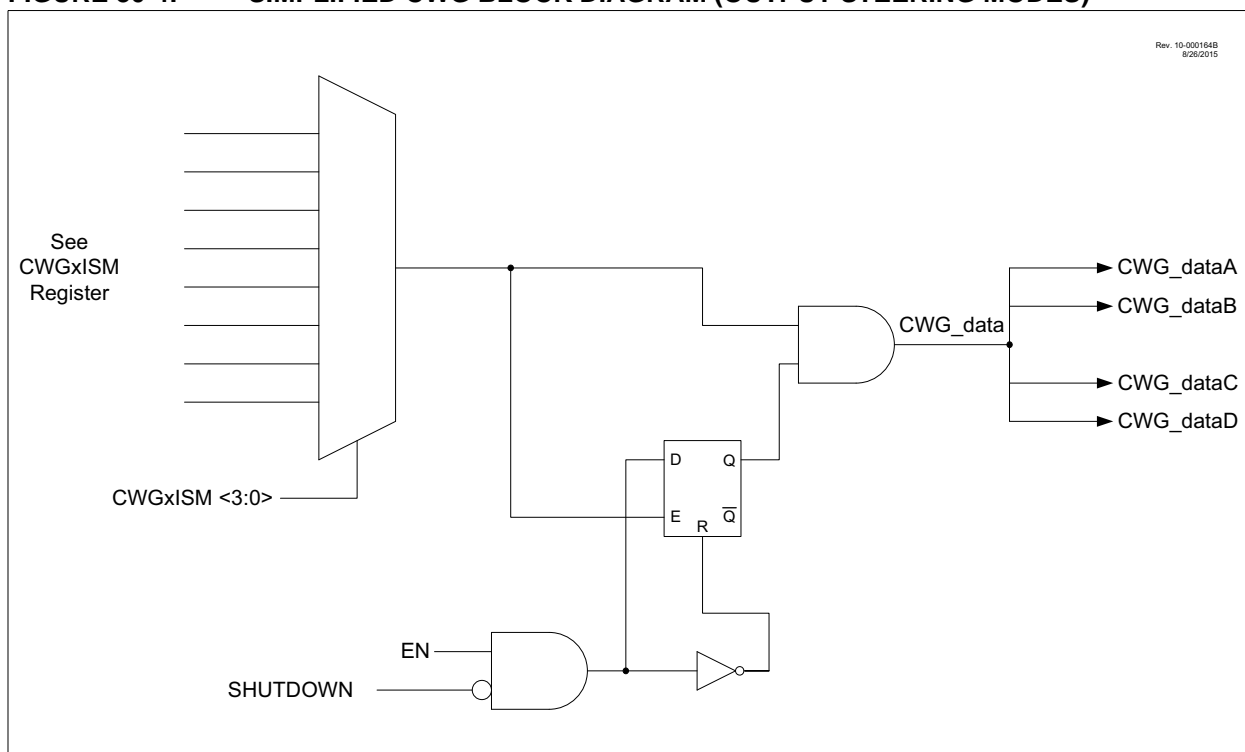 Rev. 10-000164B
8/26/2015
See
CWGxISM
Register
CWGxISM <3:0>
D
Q
E
R
Q̅
EN
SHUTDOWN
CWG_data
CWG_dataA
CWG_dataB
CWG_dataC
CWG_dataD